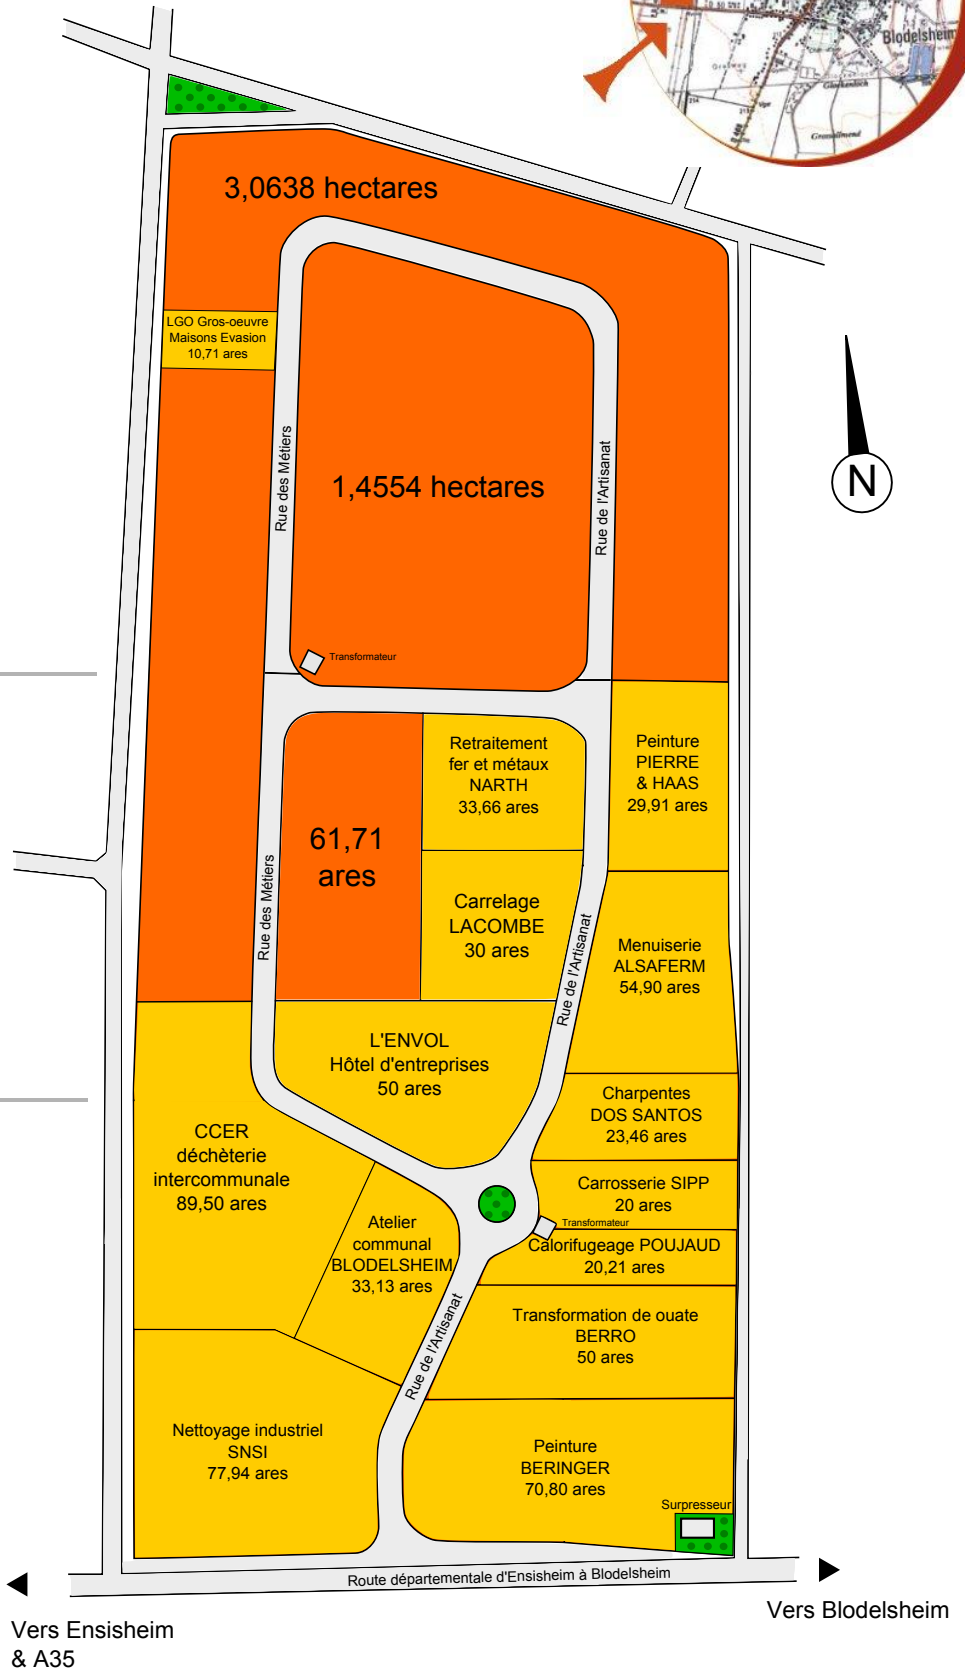 Blodelsheim
Grossallmend
3,0638 hectares
LGO Gros-oeuvre
Maisons Evasion
10,71 ares
Rue des Métiers
1,4554 hectares
Rue de l'Artisanat
N
Transformateur
Retraitement
fer et métaux
NARTH
33,66 ares
Peinture
PIERRE
& HAAS
29,91 ares
61,71
ares
Rue des Métiers
Carrelage
LACOMBE
30 ares
Rue de l'Artisanat
Menuiserie
ALSAFERM
54,90 ares
L'ENVOL
Hôtel d'entreprises
50 ares
Charpentes
DOS SANTOS
23,46 ares
CCER
déchèterie
intercommunale
89,50 ares
Carrosserie SIPP
20 ares
Transformateur
Atelier
communal
BLODELSHEIM
33,13 ares
Calorifugeage POUJAUD
20,21 ares
Rue de l'Artisanat
Transformation de ouate
BERRO
50 ares
Nettoyage industriel
SNSI
77,94 ares
Peinture
BERINGER
70,80 ares
Surpresseur
Route départementale d'Ensisheim à Blodelsheim
Vers Ensisheim
& A35
Vers Blodelsheim